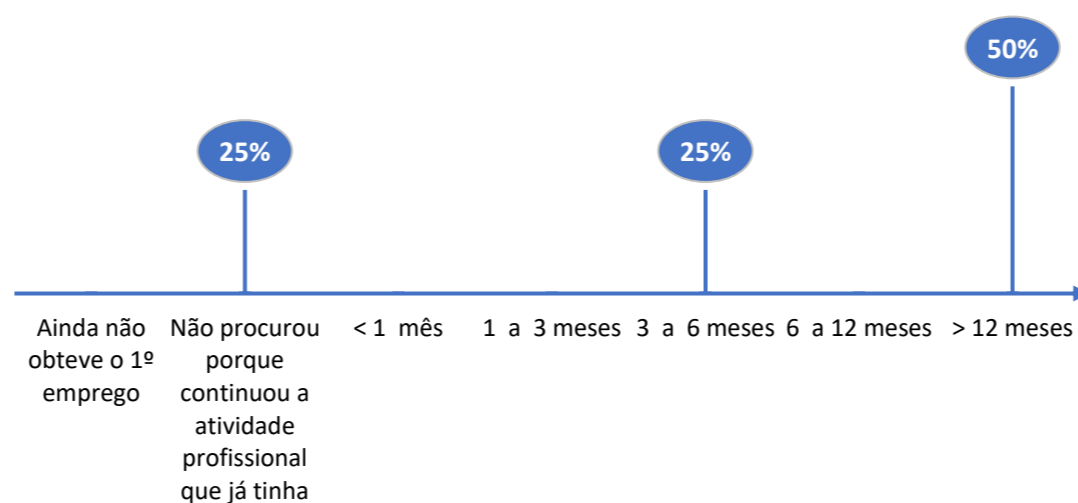 50%
25%
25%
Ainda não
obteve o 1º
emprego
Não procurou
porque
continuou a
atividade
profissional
que já tinha
< 1 mês
1 a 3 meses
3 a 6 meses
6 a 12 meses
> 12 meses